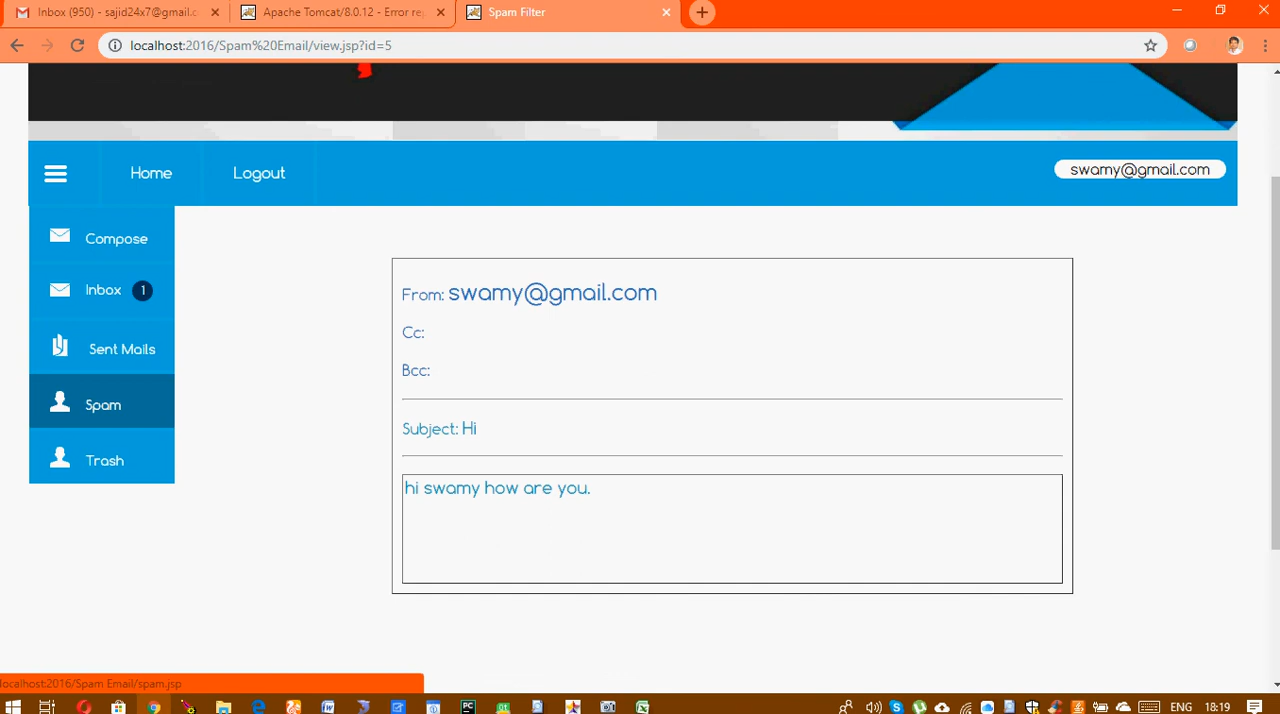 Inbox (950) - sajid24x7@gmail.c
Apache Tomcat/8.0.12 - Error re
Spam Filter
localhost:2016/Spam%20Email/view.jsp?id=5
Home
Logout
swamy@gmail.com
Compose
Inbox 1
Sent Mails
Spam
Trash
From: swamy@gmail.com
Cc:
Bcc:
Subject: Hi
hi swamy how are you.
localhost:2016/Spam Email/spam.jsp
ENG 18:19